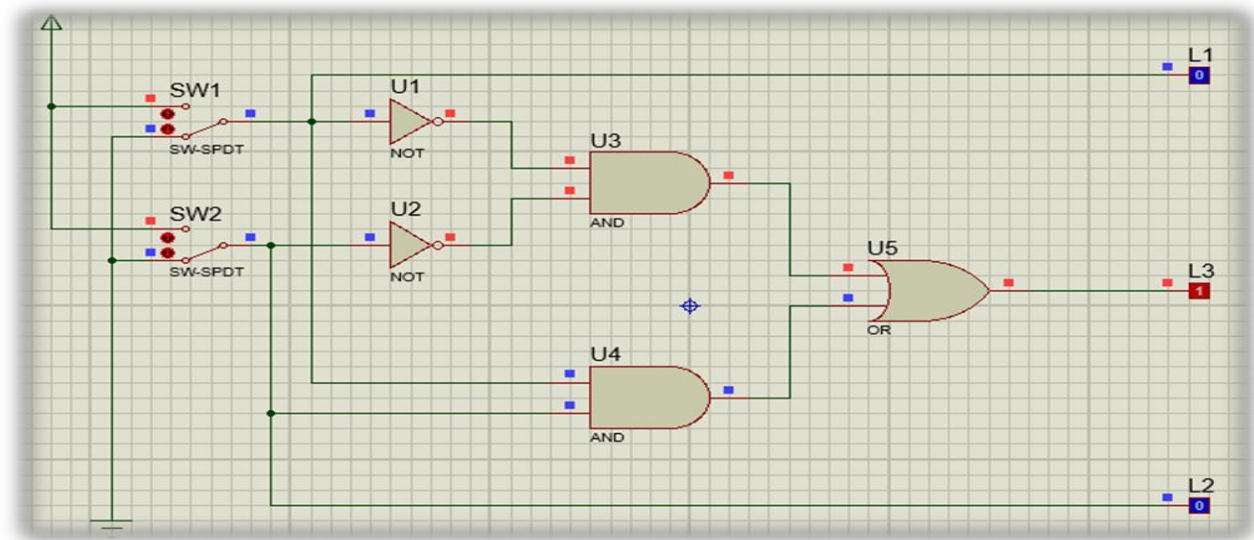 L1
0
SW1
U1
SW-SPDT
NOT
U3
AND
SW2
U2
SW-SPDT
NOT
U5
OR
L3
1
U4
AND
L2
0